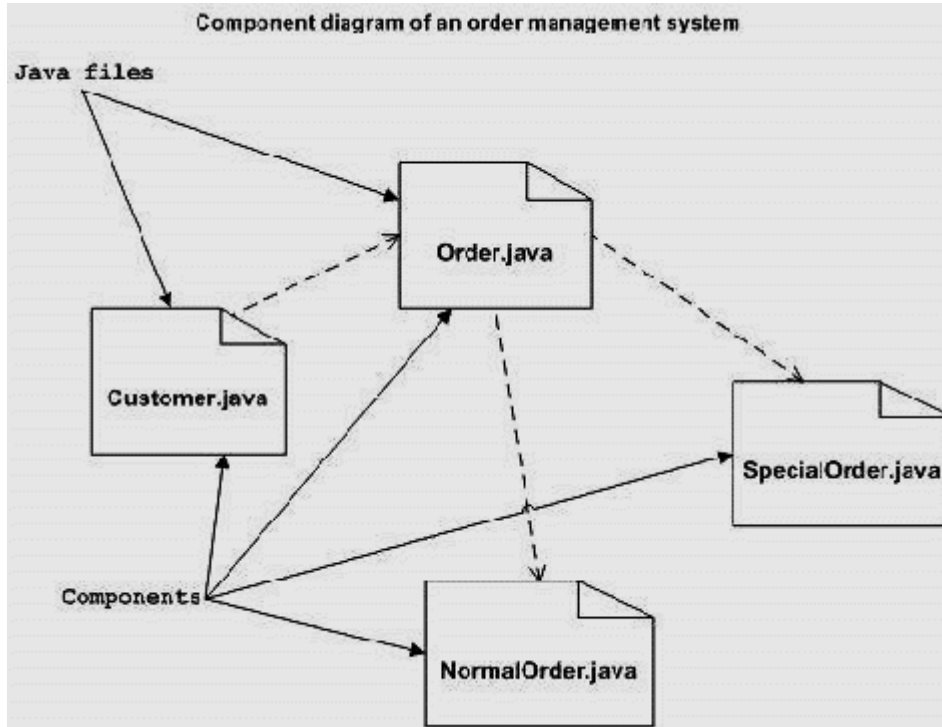 Component diagram of an order management system
Java files
Order.java
Customer.java
SpecialOrder.java
Components
NormalOrder.java